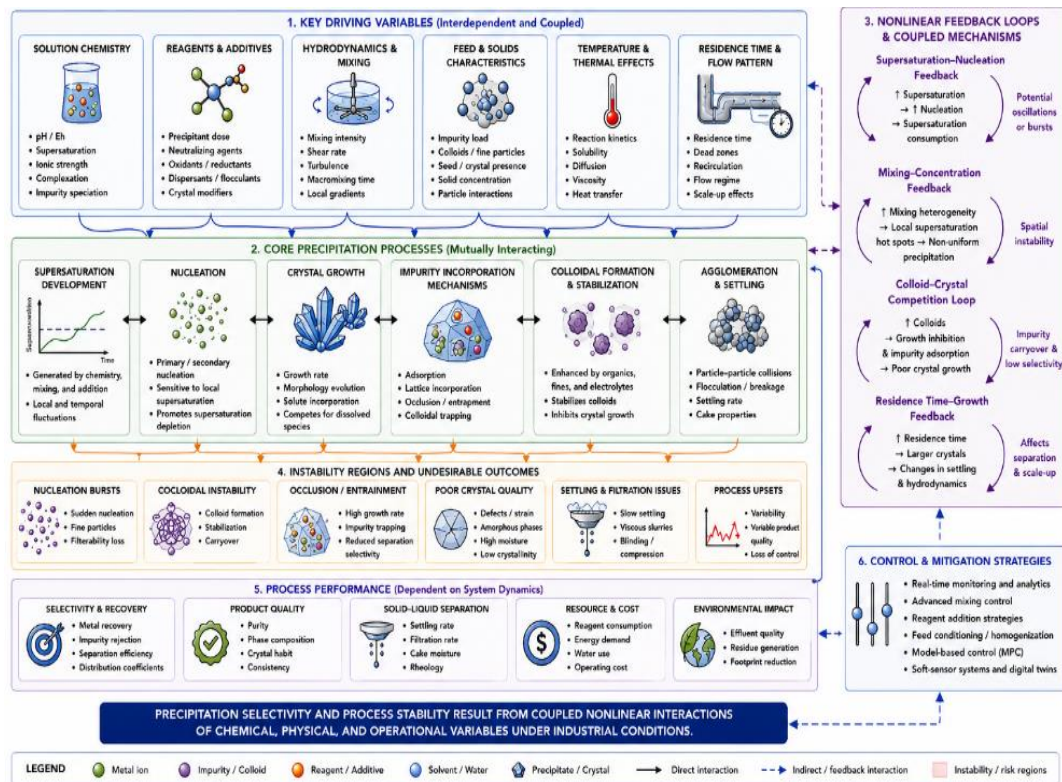 1. KEY DRIVING VARIABLES (Interdependent and Coupled)
SOLUTION CHEMISTRY
• pH / Eh
• Supersaturation
• Ionic strength
• Complexation
• Impurity speciation
REAGENTS & ADDITIVES
• Precipitant dose
• Neutralizing agents
• Oxidants / reductants
• Dispersants / flocculants
• Crystal modifiers
HYDRODYNAMICS &
MIXING
• Mixing intensity
• Shear rate
• Turbulence
• Macromixing time
• Local gradients
FEED & SOLIDS
CHARACTERISTICS
• Impurity load
• Colloids / fine particles
• Seed / crystal presence
• Solid concentration
• Particle interactions
TEMPERATURE &
THERMAL EFFECTS
• Reaction kinetics
• Solubility
• Diffusion
• Viscosity
• Heat transfer
RESIDENCE TIME &
FLOW PATTERN
• Residence time
• Dead zones
• Recirculation
• Flow regime
• Scale-up effects
2. CORE PRECIPITATION PROCESSES (Mutually Interacting)
SUPERSATURATION
DEVELOPMENT
Supersaturation
Time
• Generated by chemistry,
mixing, and addition
• Local and temporal
fluctuations
NUCLEATION
• Primary / secondary
nucleation
• Sensitive to local
supersaturation
• Promotes supersaturation
depletion
CRYSTAL GROWTH
• Growth rate
• Morphology evolution
• Solute incorporation
• Competes for dissolved
species
IMPURITY INCORPORATION
MECHANISMS
• Adsorption
• Lattice incorporation
• Occlusion / entrapment
• Colloidal trapping
COLLOIDAL FORMATION
& STABILIZATION
• Enhanced by organics,
fines, and electrolytes
• Stabilizes colloids
• Inhibits crystal growth
AGGLOMERATION
& SETTLING
• Particle–particle collisions
• Flocculation / breakage
• Settling rate
• Cake properties
3. NONLINEAR FEEDBACK LOOPS
& COUPLED MECHANISMS
Supersaturation–Nucleation
Feedback
↑ Supersaturation
→ ↑ Nucleation
→ Supersaturation
consumption
Potential
oscillations
or bursts
Mixing–Concentration
Feedback
↑ Mixing heterogeneity
→ Local supersaturation
hot spots → Non-uniform
precipitation
Spatial
instability
Colloid–Crystal
Competition Loop
↑ Colloids
→ Growth inhibition
& impurity adsorption
→ Poor crystal growth
Impurity
carryover &
low selectivity
Residence Time–Growth
Feedback
↑ Residence time
→ Larger crystals
→ Changes in settling
& hydrodynamics
Affects
separation
& scale-up
4. INSTABILITY REGIONS AND UNDESIRABLE OUTCOMES
NUCLEATION BURSTS
• Sudden nucleation
• Fine particles
• Filterability loss
COLLOIDAL INSTABILITY
• Colloid formation
• Stabilization
• Carryover
OCCLUSION / ENTRAINMENT
• High growth rate
• Impurity trapping
• Reduced separation
selectivity
POOR CRYSTAL QUALITY
• Defects / strain
• Amorphous phases
• High moisture
• Low crystallinity
SETTLING & FILTRATION ISSUES
• Slow settling
• Viscous slurries
• Blinding /
compression
PROCESS UPSETS
• Variability
• Variable product
quality
• Loss of control
5. PROCESS PERFORMANCE (Dependent on System Dynamics)
SELECTIVITY & RECOVERY
• Metal recovery
• Impurity rejection
• Separation efficiency
• Distribution coefficients
PRODUCT QUALITY
• Purity
• Phase composition
• Crystal habit
• Consistency
SOLID–LIQUID SEPARATION
• Settling rate
• Filtration rate
• Cake moisture
• Rheology
RESOURCE & COST
$
• Reagent consumption
• Energy demand
• Water use
• Operating cost
ENVIRONMENTAL IMPACT
• Effluent quality
• Residue generation
• Footprint reduction
6. CONTROL & MITIGATION STRATEGIES
• Real-time monitoring and analytics
• Advanced mixing control
• Reagent addition strategies
• Feed conditioning / homogenization
• Model-based control (MPC)
• Soft-sensor systems and digital twins
PRECIPITATION SELECTIVITY AND PROCESS STABILITY RESULT FROM COUPLED NONLINEAR INTERACTIONS
OF CHEMICAL, PHYSICAL, AND OPERATIONAL VARIABLES UNDER INDUSTRIAL CONDITIONS.
LEGEND Metal ion Impurity / Colloid Reagent / Additive Solvent / Water Precipitate / Crystal Direct interaction Indirect / feedback interaction Instability / risk regions